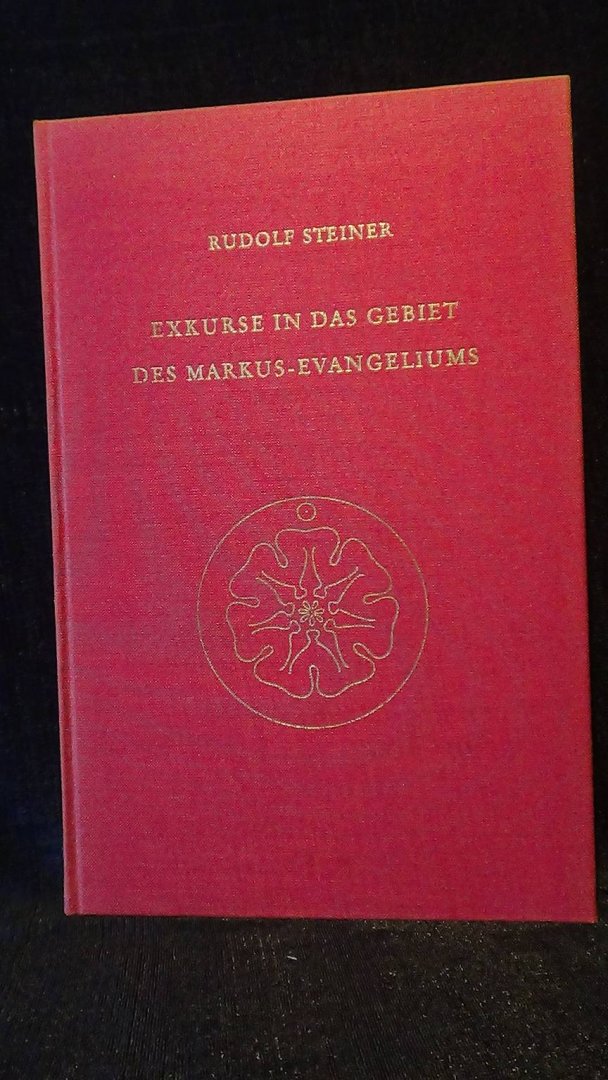 RUDOLF STEINER
EXKURSE IN DAS GEBIET
DES MARKUS-EVANGELIUMS